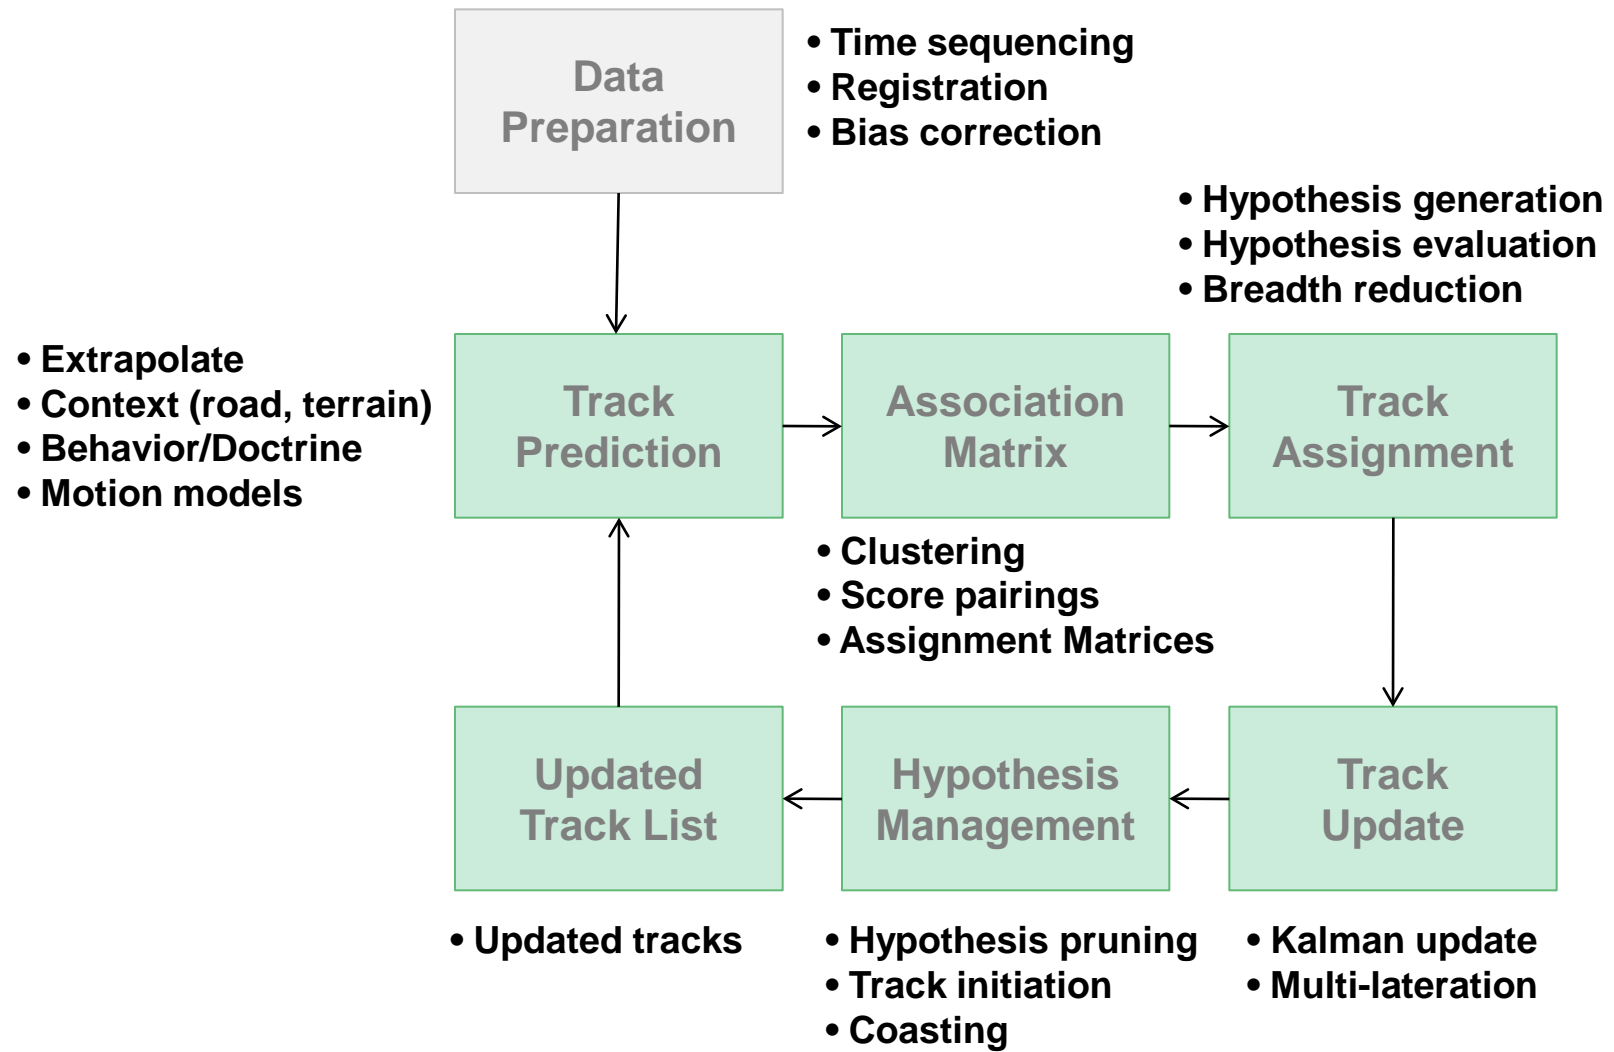 Data
Preparation
• Time sequencing
• Registration
• Bias correction
• Hypothesis generation
• Hypothesis evaluation
• Breadth reduction
• Extrapolate
• Context (road, terrain)
• Behavior/Doctrine
• Motion models
Track
Prediction
Association
Matrix
Track
Assignment
• Clustering
• Score pairings
• Assignment Matrices
Updated
Track List
Hypothesis
Management
Track
Update
• Updated tracks
• Hypothesis pruning
• Track initiation
• Coasting
• Kalman update
• Multi-lateration